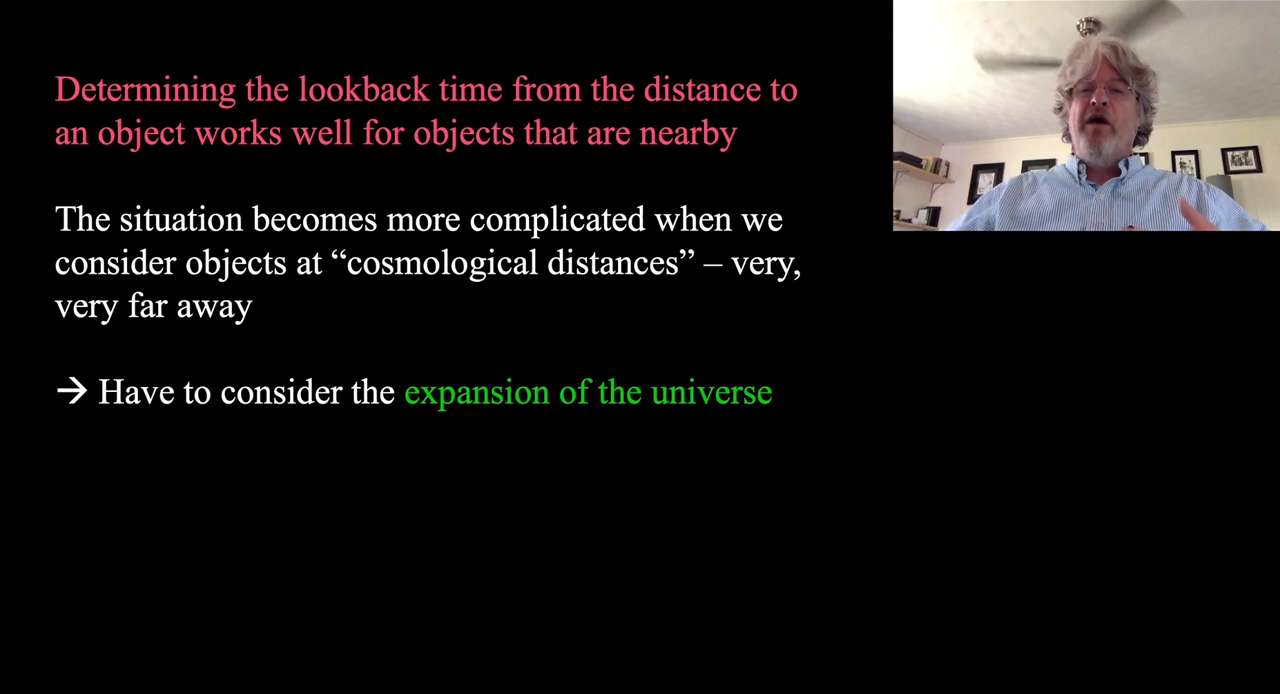 Determining the lookback time from the distance to
an object works well for objects that are nearby
The situation becomes more complicated when we
consider objects at “cosmological distances” – very,
very far away
→ Have to consider the expansion of the universe